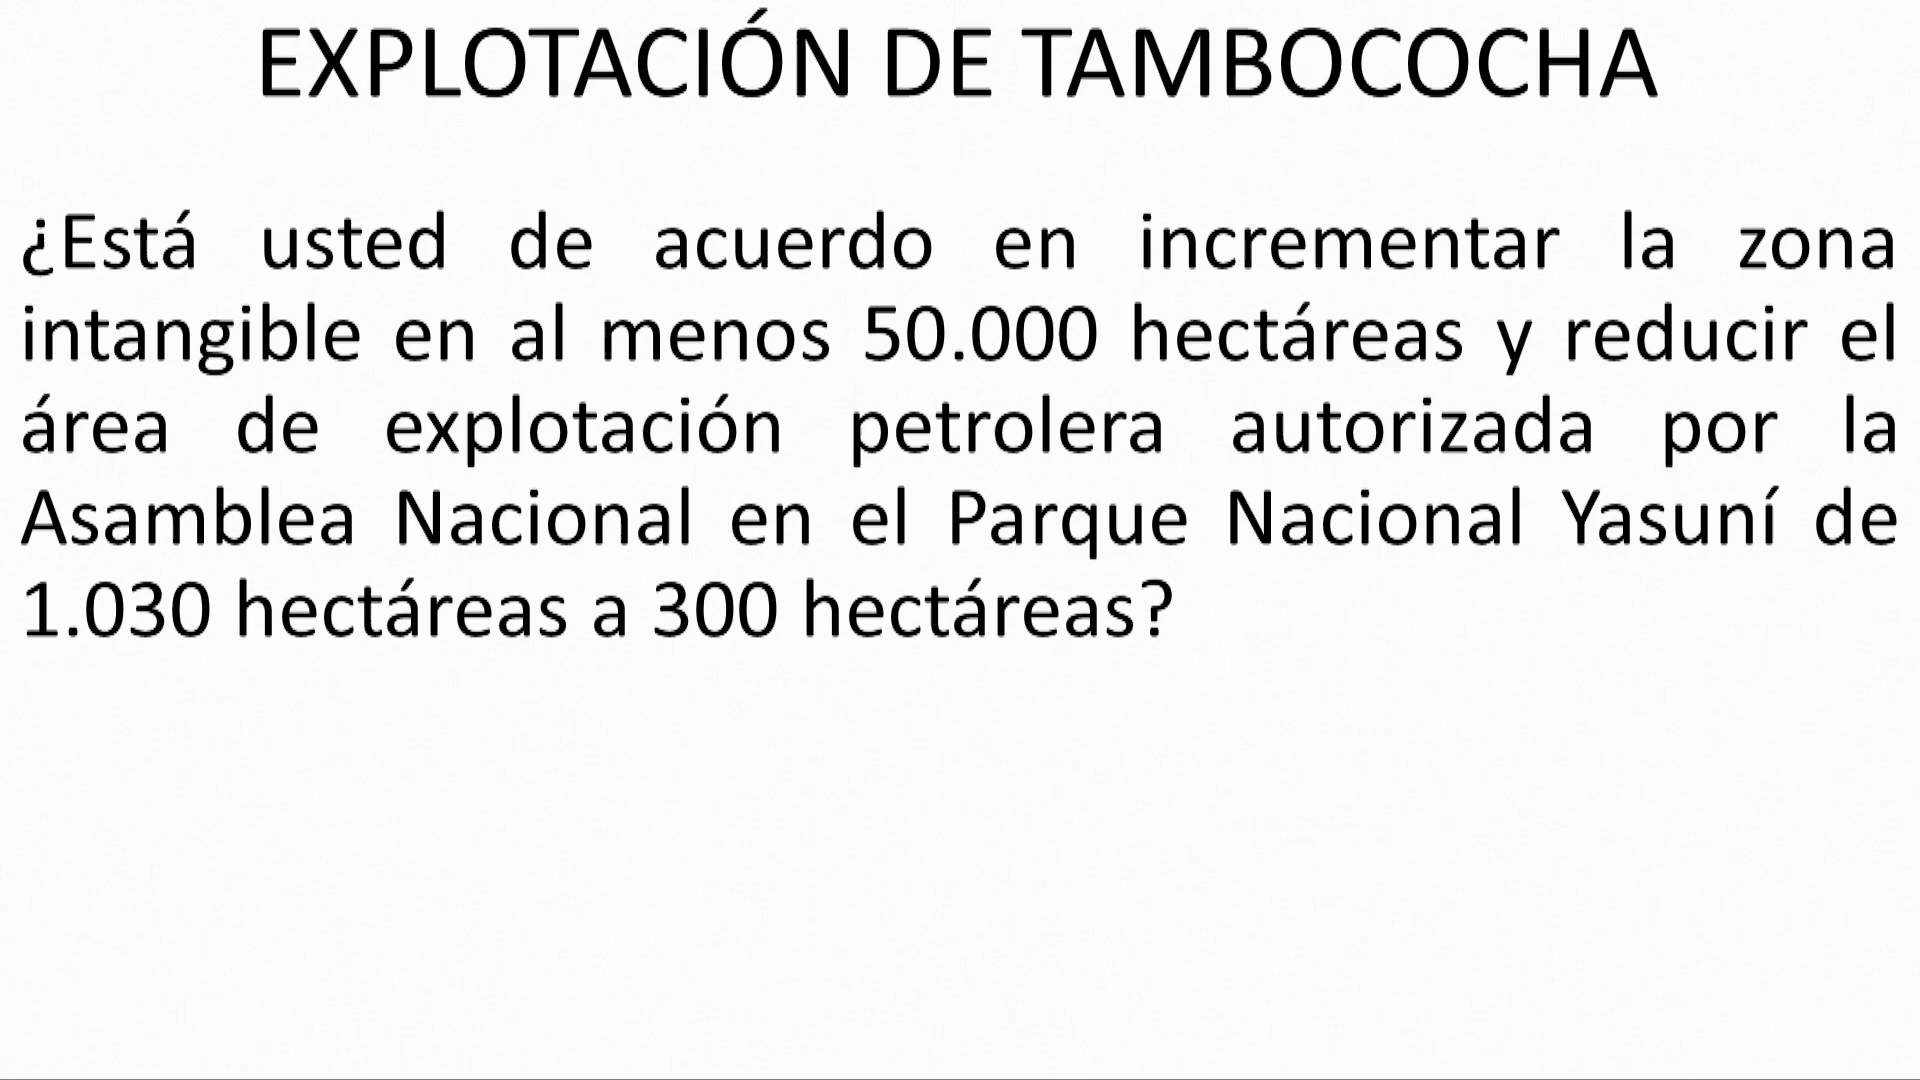 EXPLOTACIÓN DE TAMBOCOCHA
¿Está usted de acuerdo en incrementar la zona
intangible en al menos 50.000 hectáreas y reducir el
área de explotación petrolera autorizada por la
Asamblea Nacional en el Parque Nacional Yasuní de
1.030 hectáreas a 300 hectáreas?